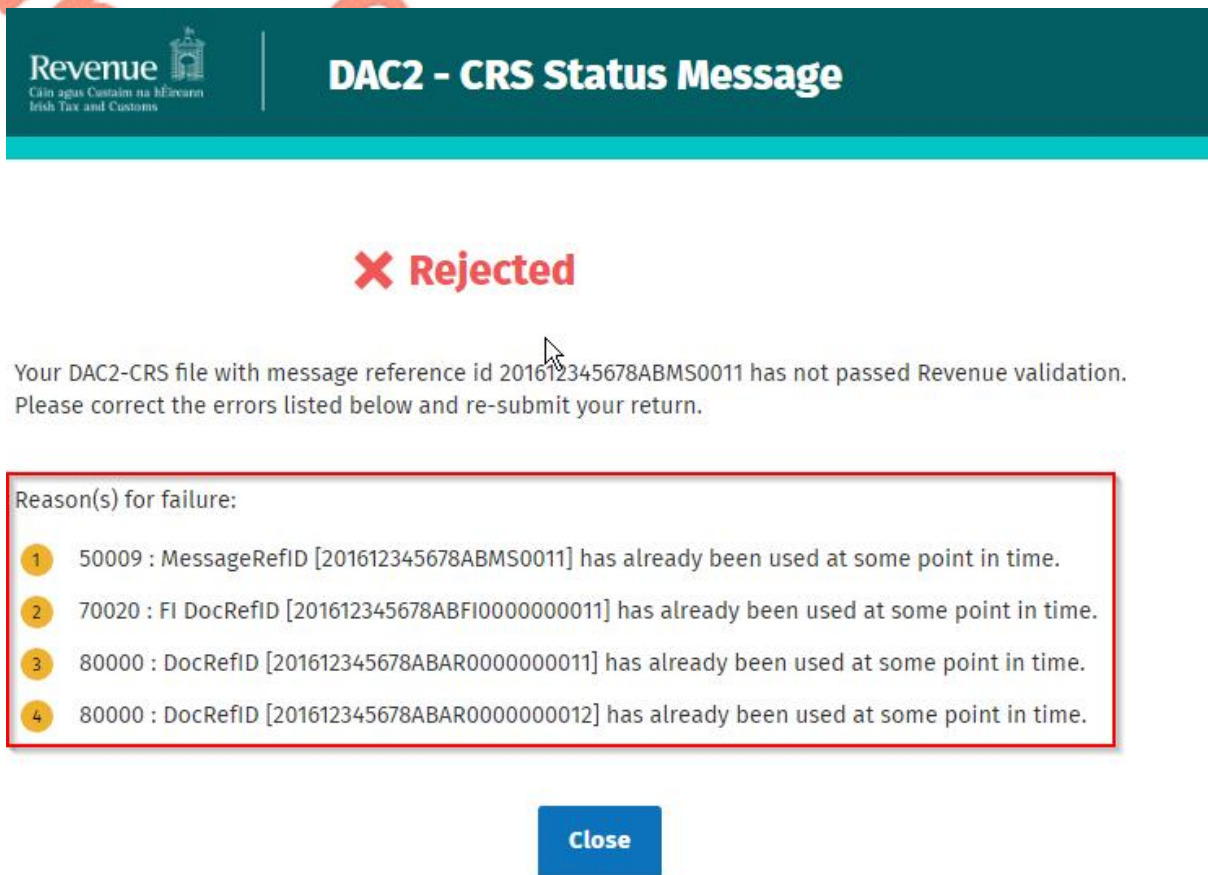 Revenue
Cáin agus Custaim na hÉireann
Irish Tax and Customs
DAC2 - CRS Status Message
Rejected
Your DAC2-CRS file with message reference id 201612345678ABMS0011 has not passed Revenue validation.
Please correct the errors listed below and re-submit your return.
Reason(s) for failure:
1 50009 : MessageRefID [201612345678ABMS0011] has already been used at some point in time.
2 70020 : FI DocRefID [201612345678ABFI0000000011] has already been used at some point in time.
3 80000 : DocRefID [201612345678ABAR0000000011] has already been used at some point in time.
4 80000 : DocRefID [201612345678ABAR0000000012] has already been used at some point in time.
Close